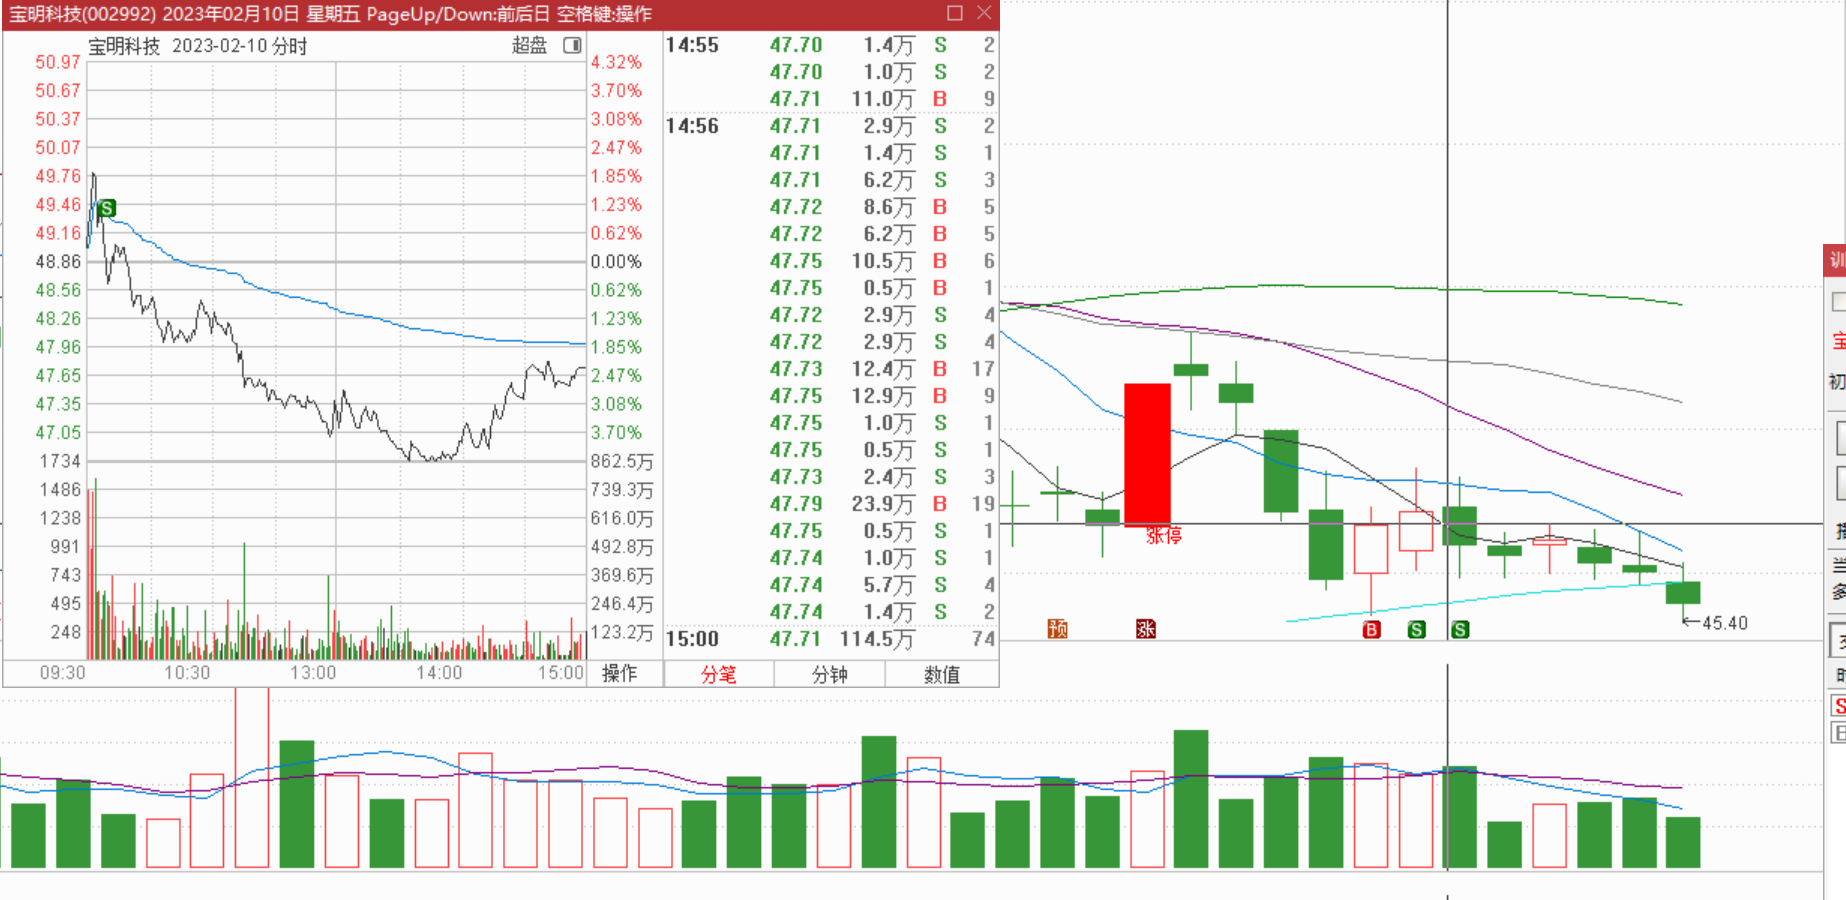 宝明科技(002992) 2023年02月10日 星期五 PageUp/Down:前后日 空格键:操作
宝明科技 2023-02-10 分时 超盘
50.97 4.32%
50.67 3.70%
50.37 3.08%
50.07 2.47%
49.76 1.85%
49.46 1.23%
49.16 0.62%
48.86 0.00%
48.56 0.62%
48.26 1.23%
47.96 1.85%
47.65 2.47%
47.35 3.08%
47.05 3.70%
1734 862.5万
1486 739.3万
1238 616.0万
991 492.8万
743 369.6万
495 246.4万
248 123.2万
S
09:30 10:30 13:00 14:00 15:00 操作
14:55 47.70 1.4万 S 2
47.70 1.0万 S 2
47.71 11.0万 B 9
14:56 47.71 2.9万 S 2
47.71 1.4万 S 1
47.71 6.2万 S 3
47.72 8.6万 B 5
47.72 6.2万 B 5
47.75 10.5万 B 6
47.75 0.5万 B 1
47.72 2.9万 S 4
47.72 2.9万 S 4
47.73 12.4万 B 17
47.75 12.9万 B 9
47.75 1.0万 S 1
47.75 0.5万 S 1
47.73 2.4万 S 3
47.79 23.9万 B 19
47.75 0.5万 S 1
47.74 1.0万 S 1
47.74 5.7万 S 4
47.74 1.4万 S 2
15:00 47.71 114.5万 74
分笔 分钟 数值
涨停
预 涨 B S S
45.40
训
宝
初
当
多
时
S